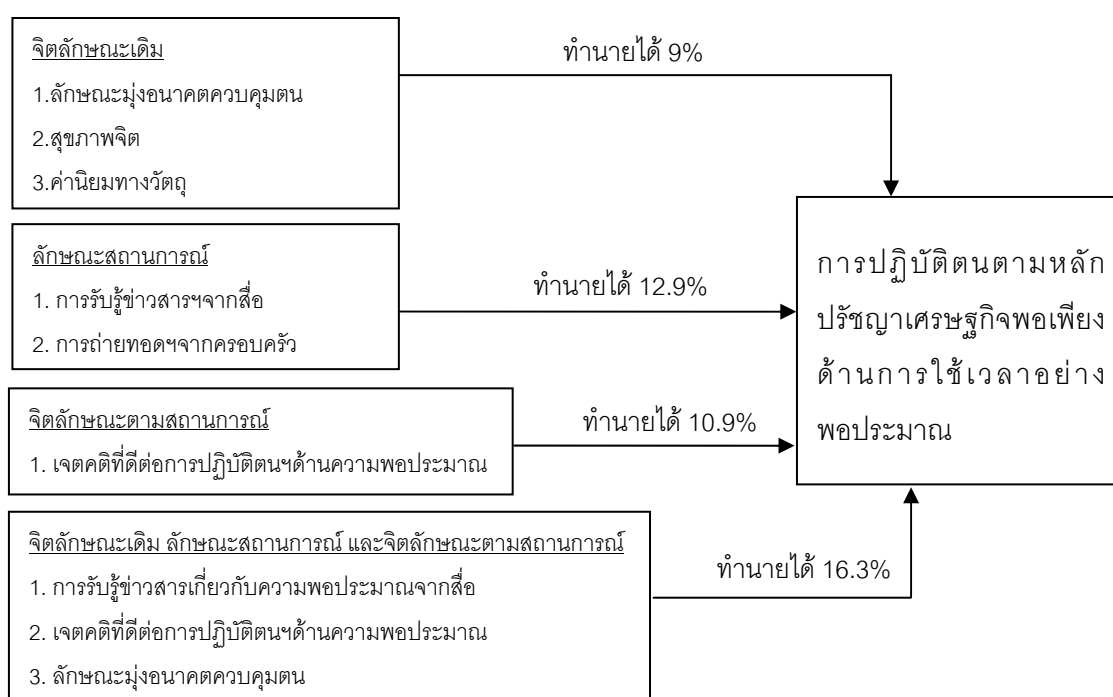 จิตลักษณะเดิม
1.ลักษณะมุ่งอนาคตควบคุมตน
2.สุขภาพจิต
3.ค่านิยมทางวัตถุ
ทำนายได้ 9%
ลักษณะสถานการณ์
1. การรับรู้ข่าวสารฯจากสื่อ
2. การถ่ายทอดฯจากครอบครัว
ทำนายได้ 12.9%
จิตลักษณะตามสถานการณ์
1. เจตคติที่ดีต่อการปฏิบัติตนฯด้านความพอประมาณ
ทำนายได้ 10.9%
จิตลักษณะเดิม ลักษณะสถานการณ์ และจิตลักษณะตามสถานการณ์
1. การรับรู้ข่าวสารเกี่ยวกับความพอประมาณจากสื่อ
2. เจตคติที่ดีต่อการปฏิบัติตนฯด้านความพอประมาณ
3. ลักษณะมุ่งอนาคตควบคุมตน
ทำนายได้ 16.3%
การปฏิบัติตนตามหลัก
ปรัชญาเศรษฐกิจพอเพียง
ด้านการใช้เวลาอย่าง
พอประมาณ